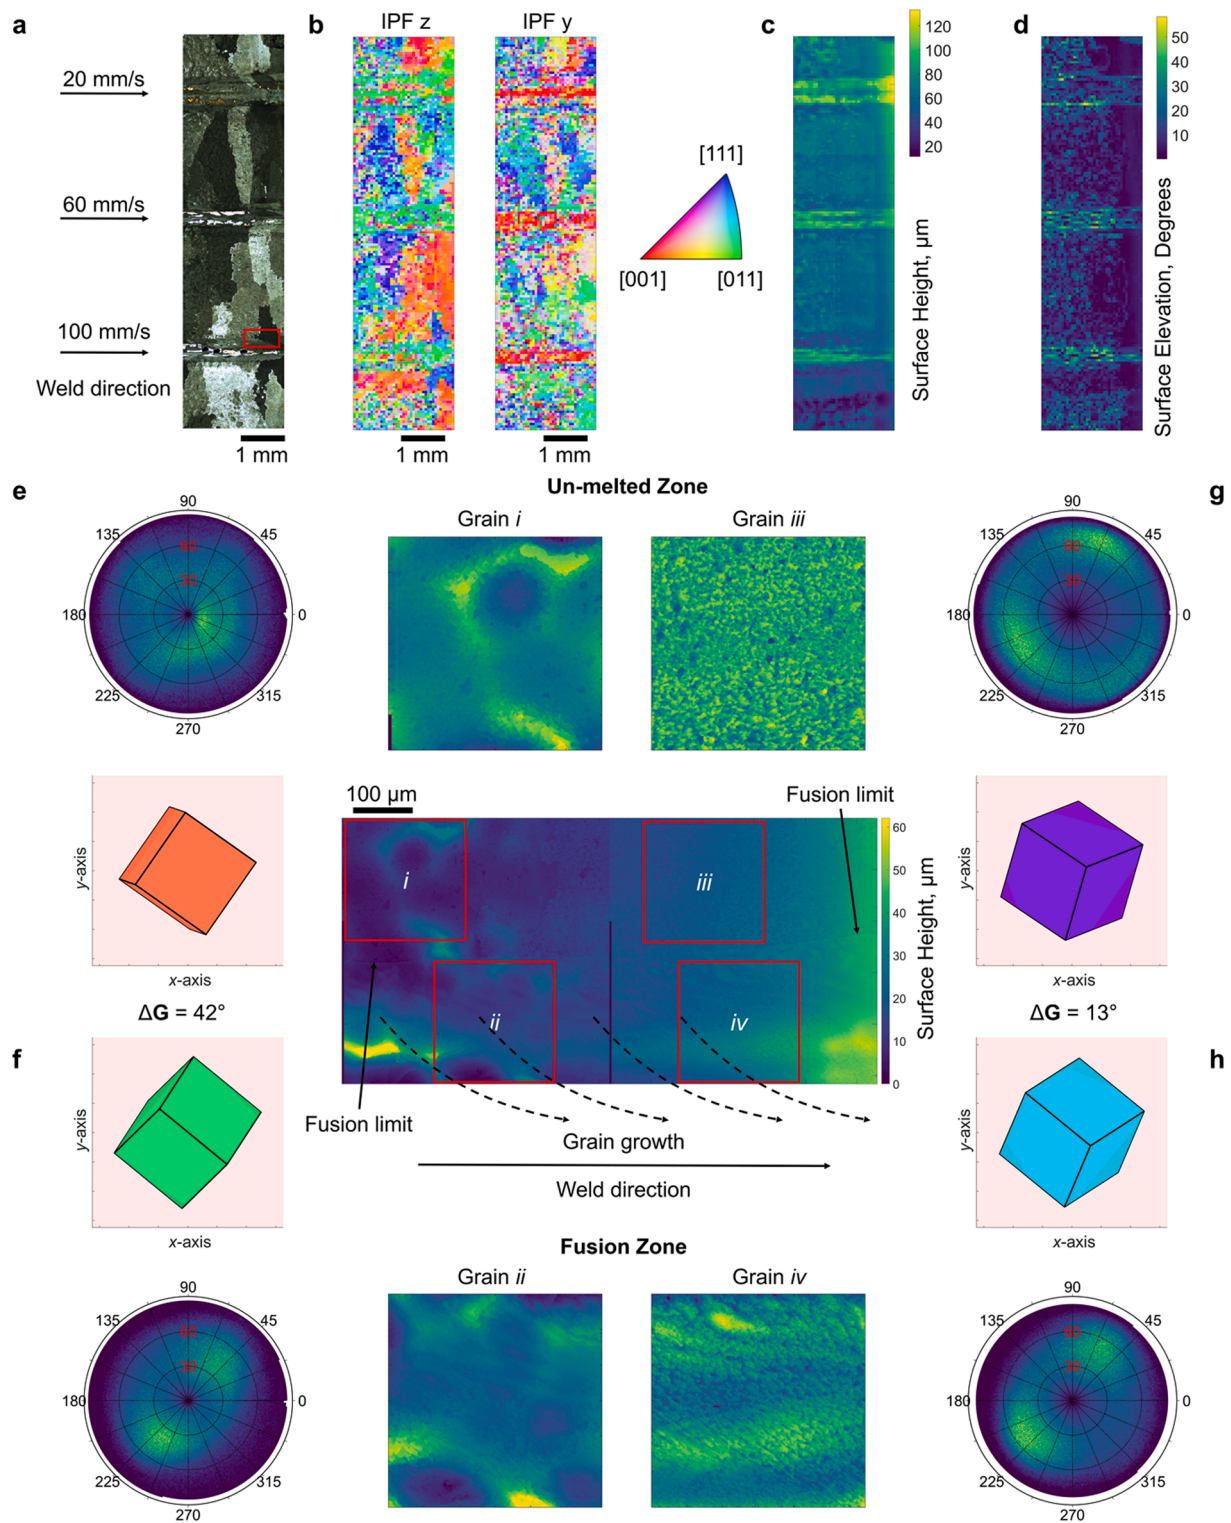 a
20 mm/s
60 mm/s
100 mm/s
Weld direction
1 mm
b
IPF z
IPF y
1 mm
1 mm
[111]
[001]
[011]
c
120
100
80
60
40
20
Surface Height, µm
d
50
40
30
20
10
Surface Elevation, Degrees
e
Un-melted Zone
g
Grain i
Grain iii
90
135
45
60
30
180
0
225
315
270
90
135
45
60
30
180
0
225
315
270
y-axis
x-axis
ΔG = 42°
100 µm
Fusion limit
i
iii
ii
iv
60
50
40
30
20
10
0
Surface Height, µm
Fusion limit
Grain growth
Weld direction
y-axis
x-axis
ΔG = 13°
f
y-axis
x-axis
h
y-axis
x-axis
Fusion Zone
Grain ii
Grain iv
90
135
45
60
30
180
0
225
315
270
90
135
45
60
30
180
0
225
315
270